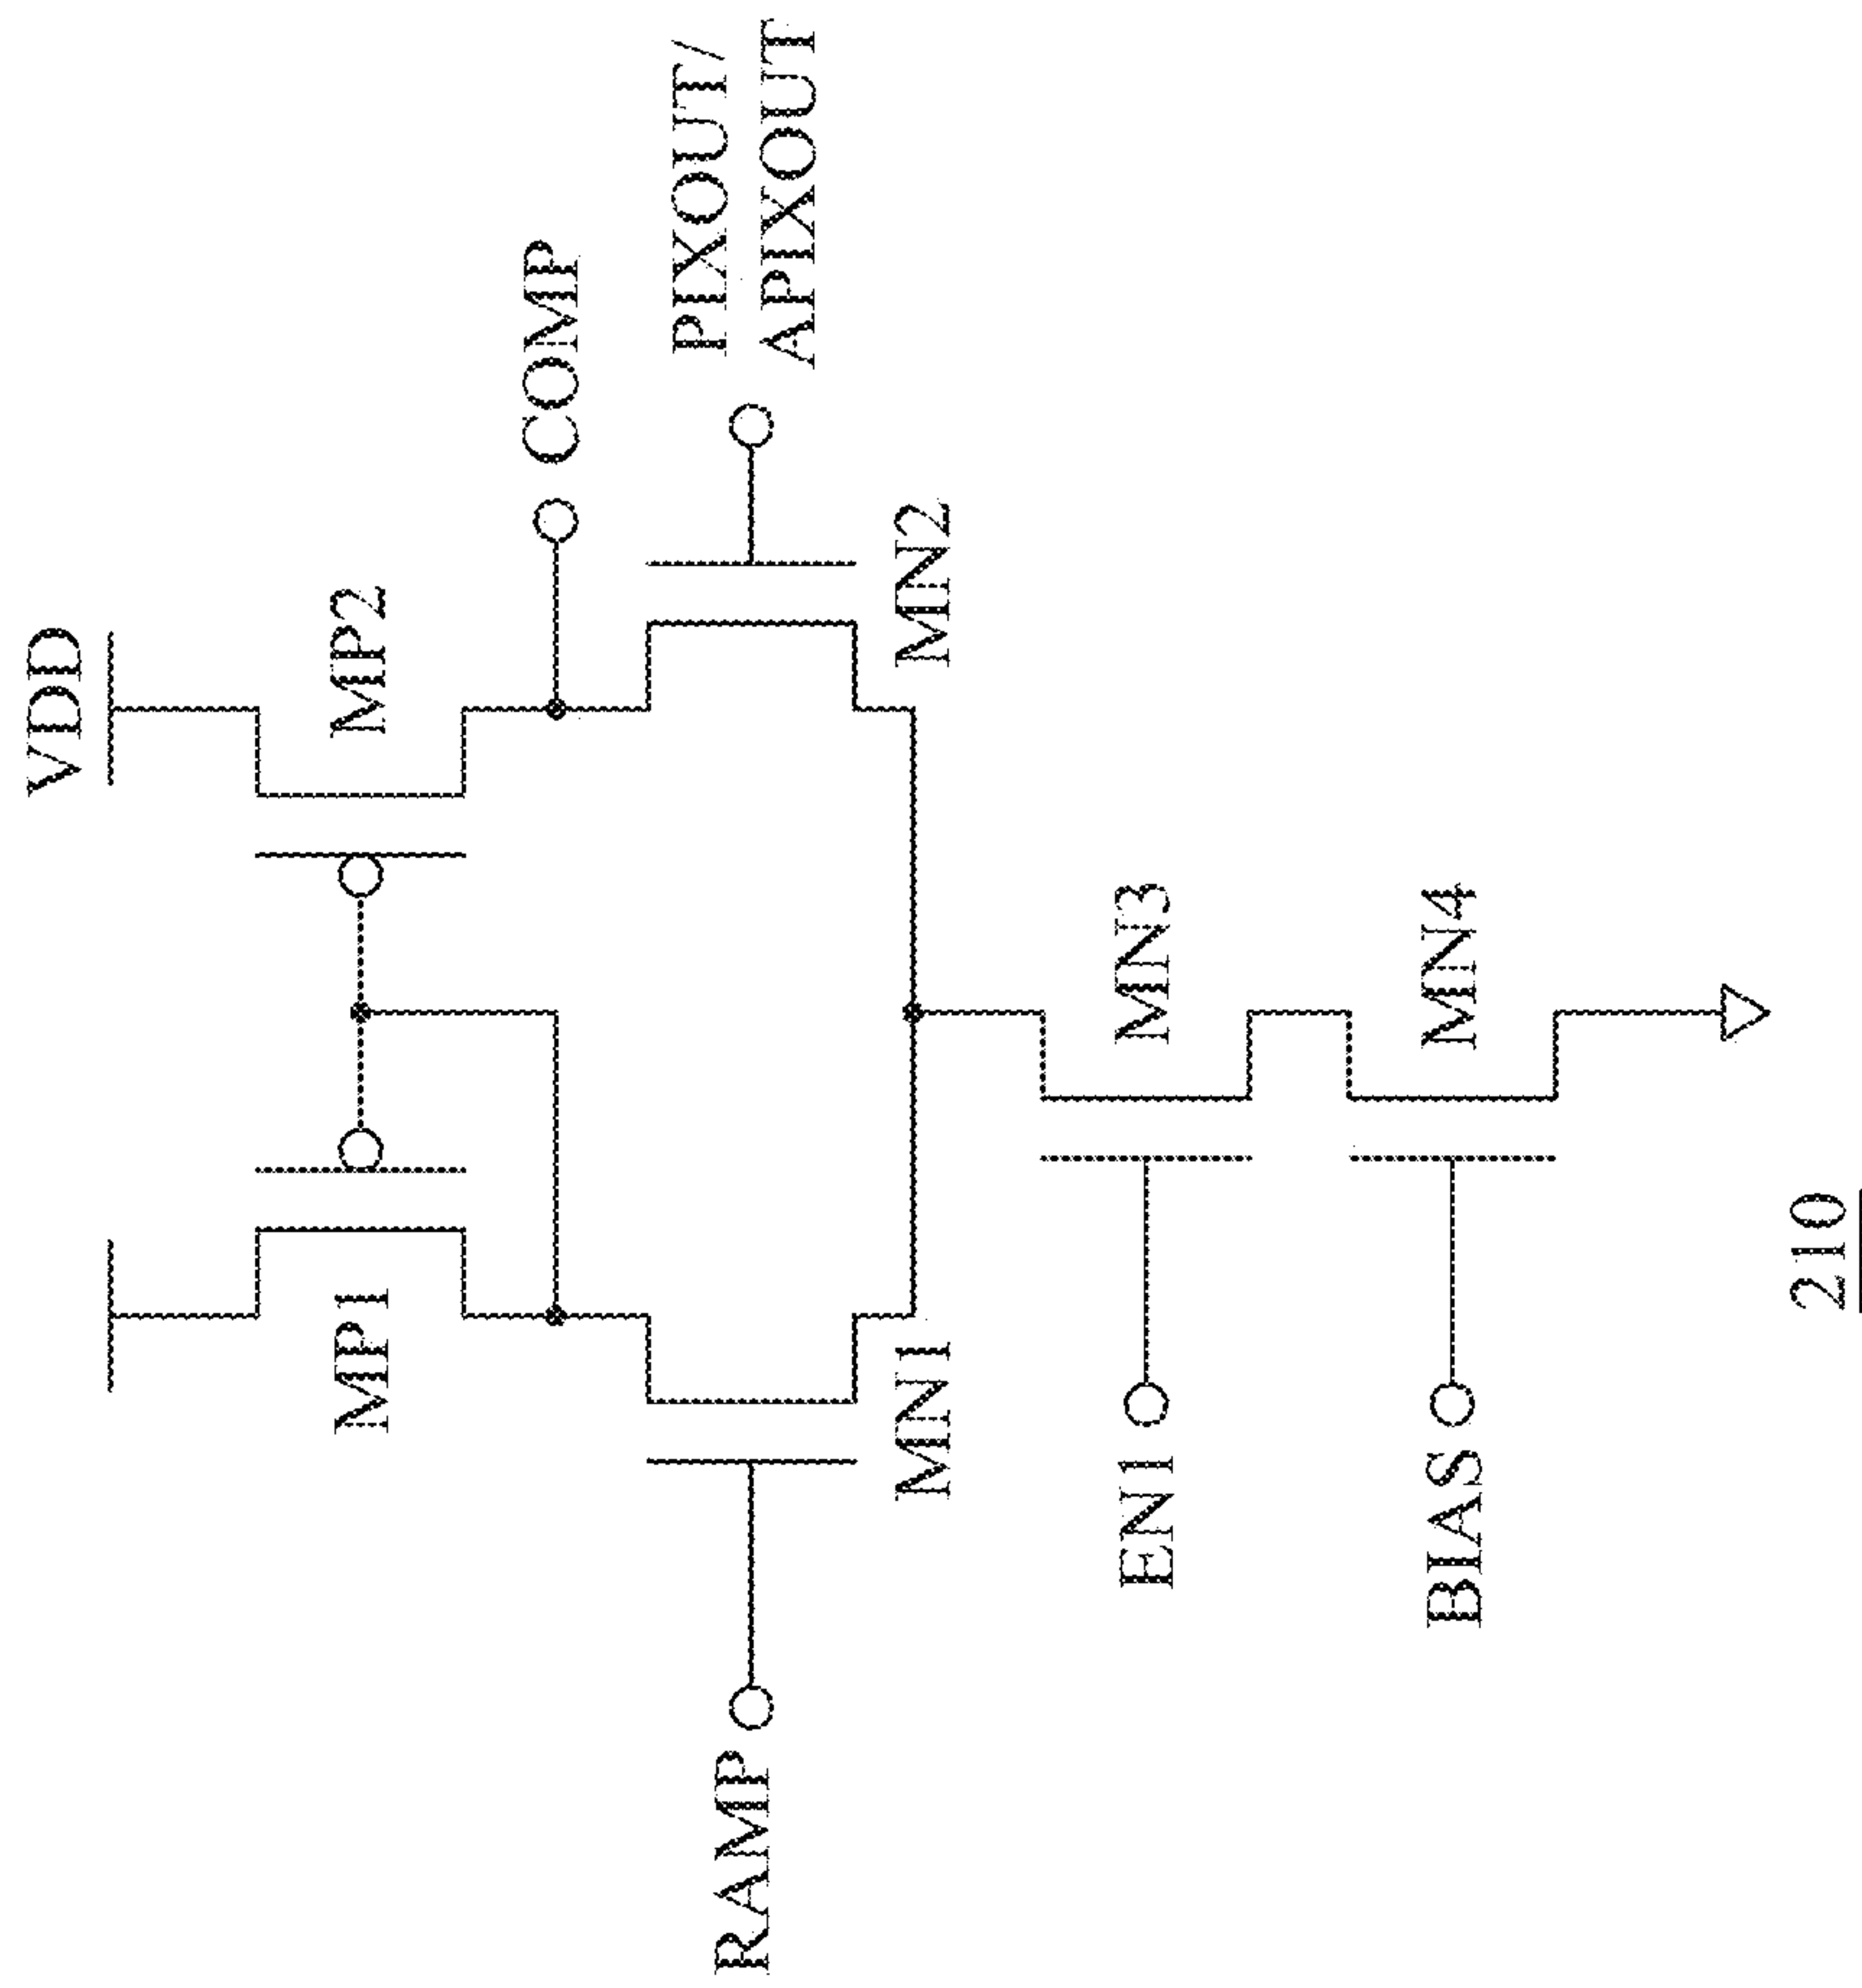 VDD
MP1
MP2
COMP
RAMP
PIXOUT/
APIXOUT
MN1
MN2
EN1
MN3
BIAS
MN4
210